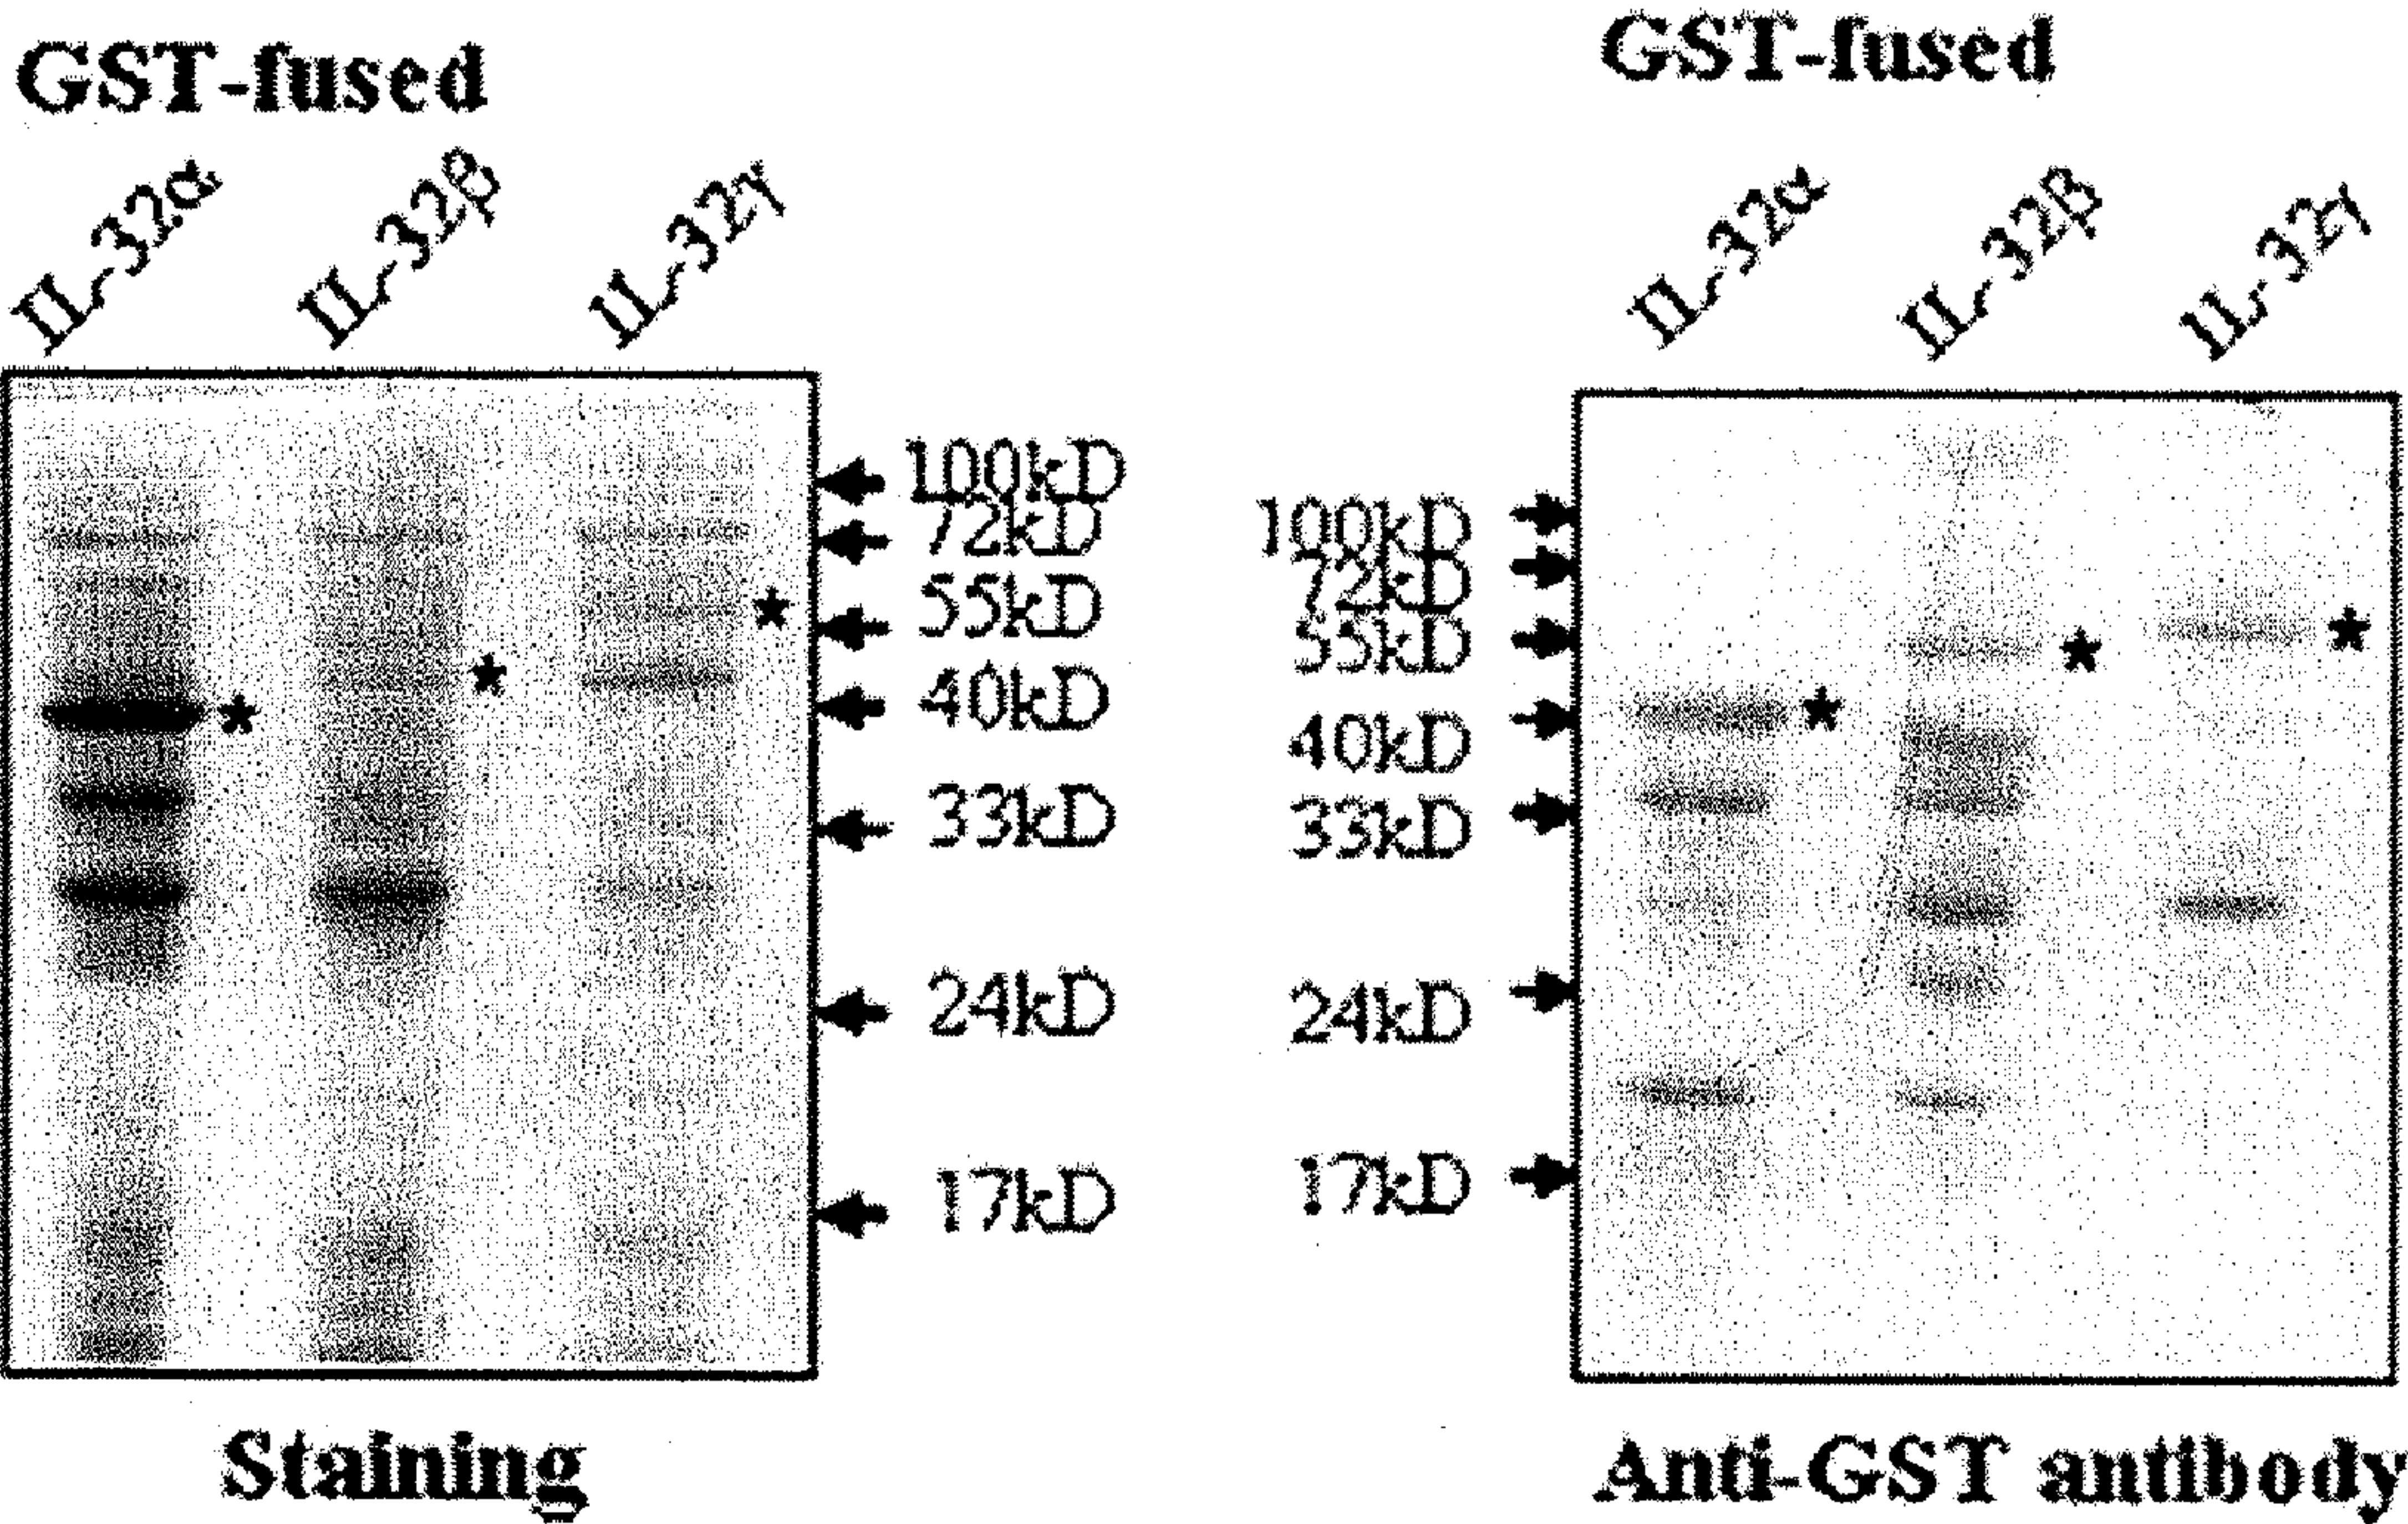 GST-fused
IL-32α
IL-32β
IL-32γ
100kD
72kD
55kD
40kD
33kD
24kD
17kD
Staining
GST-fused
IL-32α
IL-32β
IL-32γ
100kD
72kD
55kD
40kD
33kD
24kD
17kD
Anti-GST antibody